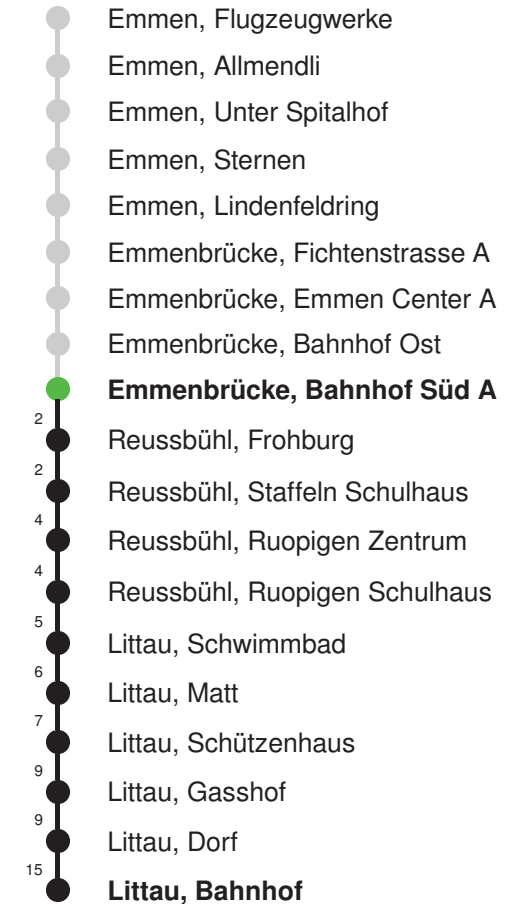 Emmen, Flugzeugwerke
Emmen, Allmendli
Emmen, Unter Spitalhof
Emmen, Sternen
Emmen, Lindenfeldring
Emmenbrücke, Fichtenstrasse A
Emmenbrücke, Emmen Center A
Emmenbrücke, Bahnhof Ost
Emmenbrücke, Bahnhof Süd A
2 Reussbühl, Frohburg
2 Reussbühl, Staffeln Schulhaus
4 Reussbühl, Ruopigen Zentrum
4 Reussbühl, Ruopigen Schulhaus
5 Littau, Schwimmbad
6 Littau, Matt
7 Littau, Schützenhaus
9 Littau, Gasshof
9 Littau, Dorf
15 Littau, Bahnhof